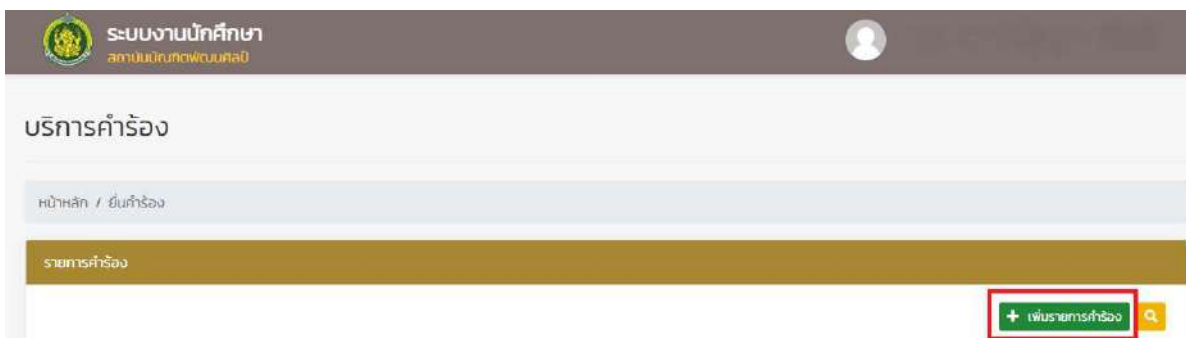 ระบบงานนักศึกษา
สถาบันบัณฑิตพัฒนศิลป์
บริการคำร้อง
หน้าหลัก / ยื่นคำร้อง
รายการคำร้อง
+ เพิ่มรายการคำร้อง